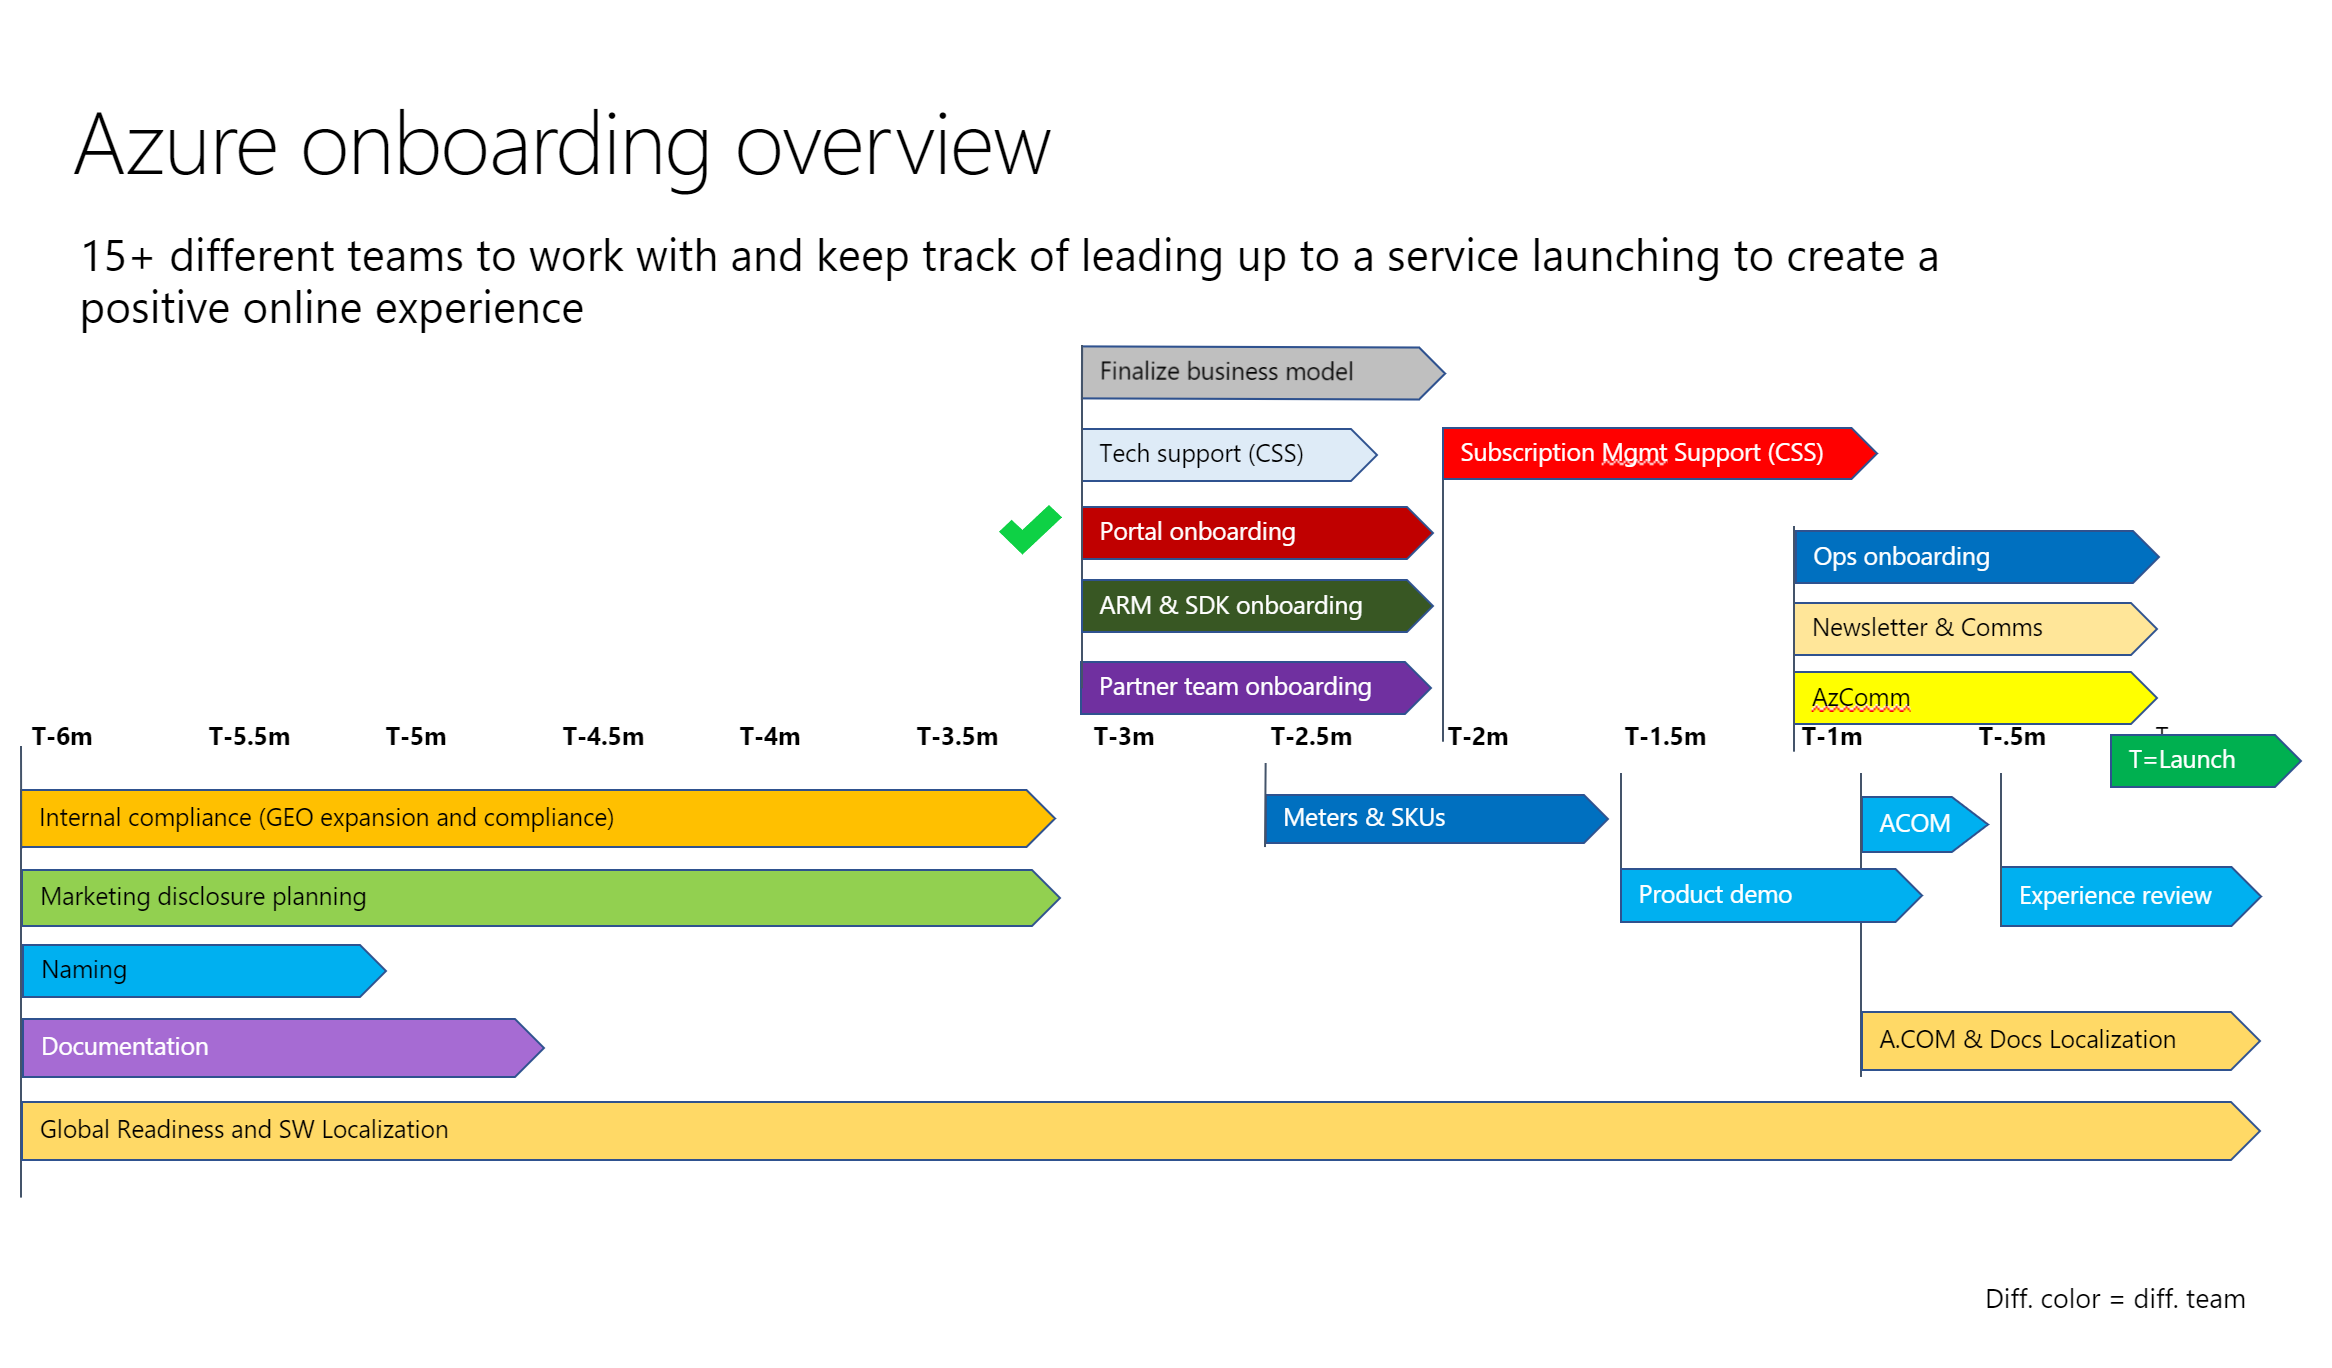 Azure onboarding overview
15+ different teams to work with and keep track of leading up to a service launching to create a
positive online experience
Finalize business model
Tech support (CSS)
Subscription Mgmt Support (CSS)
Portal onboarding
Ops onboarding
ARM & SDK onboarding
Newsletter & Comms
Partner team onboarding
AzComm
T-6m
T-5.5m
T-5m
T-4.5m
T-4m
T-3.5m
T-3m
T-2.5m
T-2m
T-1.5m
T-1m
T-.5m
T
T=Launch
Internal compliance (GEO expansion and compliance)
Meters & SKUs
ACOM
Marketing disclosure planning
Product demo
Experience review
Naming
Documentation
A.COM & Docs Localization
Global Readiness and SW Localization
Diff. color = diff. team